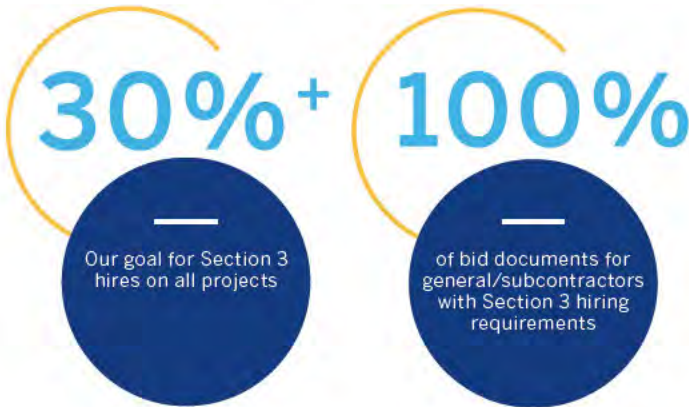 30%+
Our goal for Section 3
hires on all projects
100%
of bid documents for
general/subcontractors
with Section 3 hiring
requirements